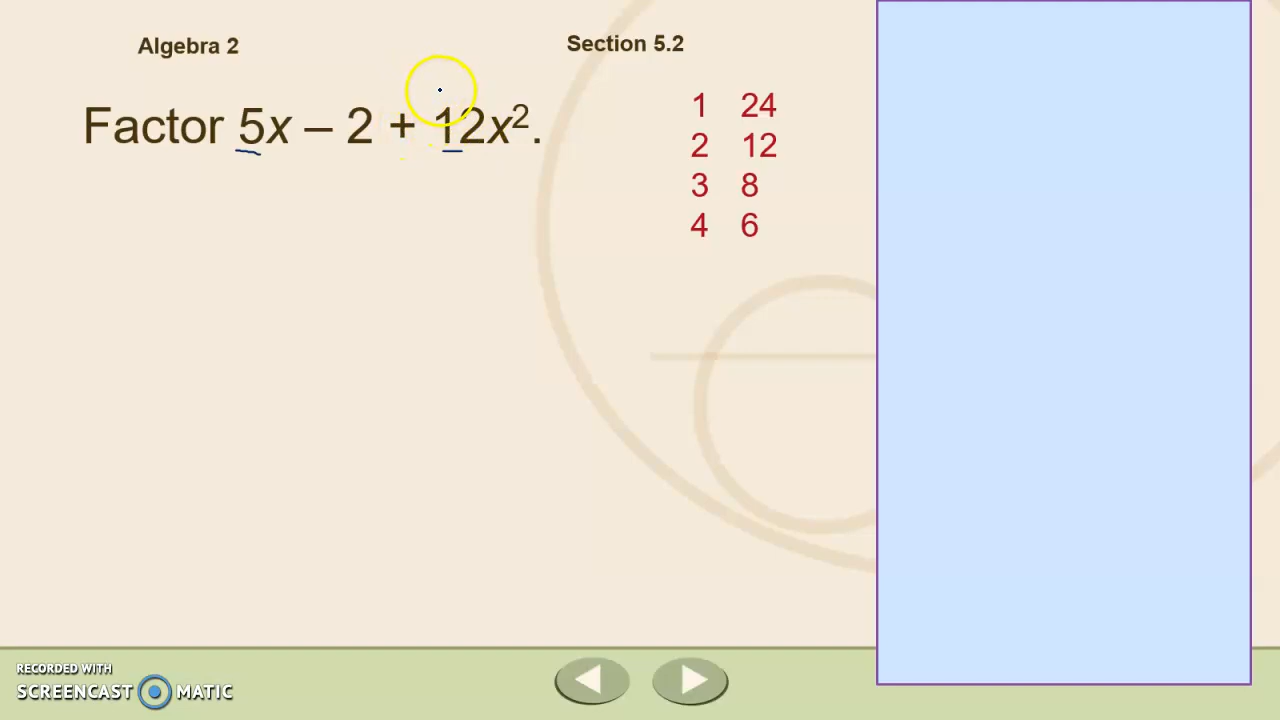 Algebra 2
Section 5.2
Factor 5x – 2 + 12x².
1 24
2 12
3 8
4 6
RECORDED WITH
SCREENCAST MATIC